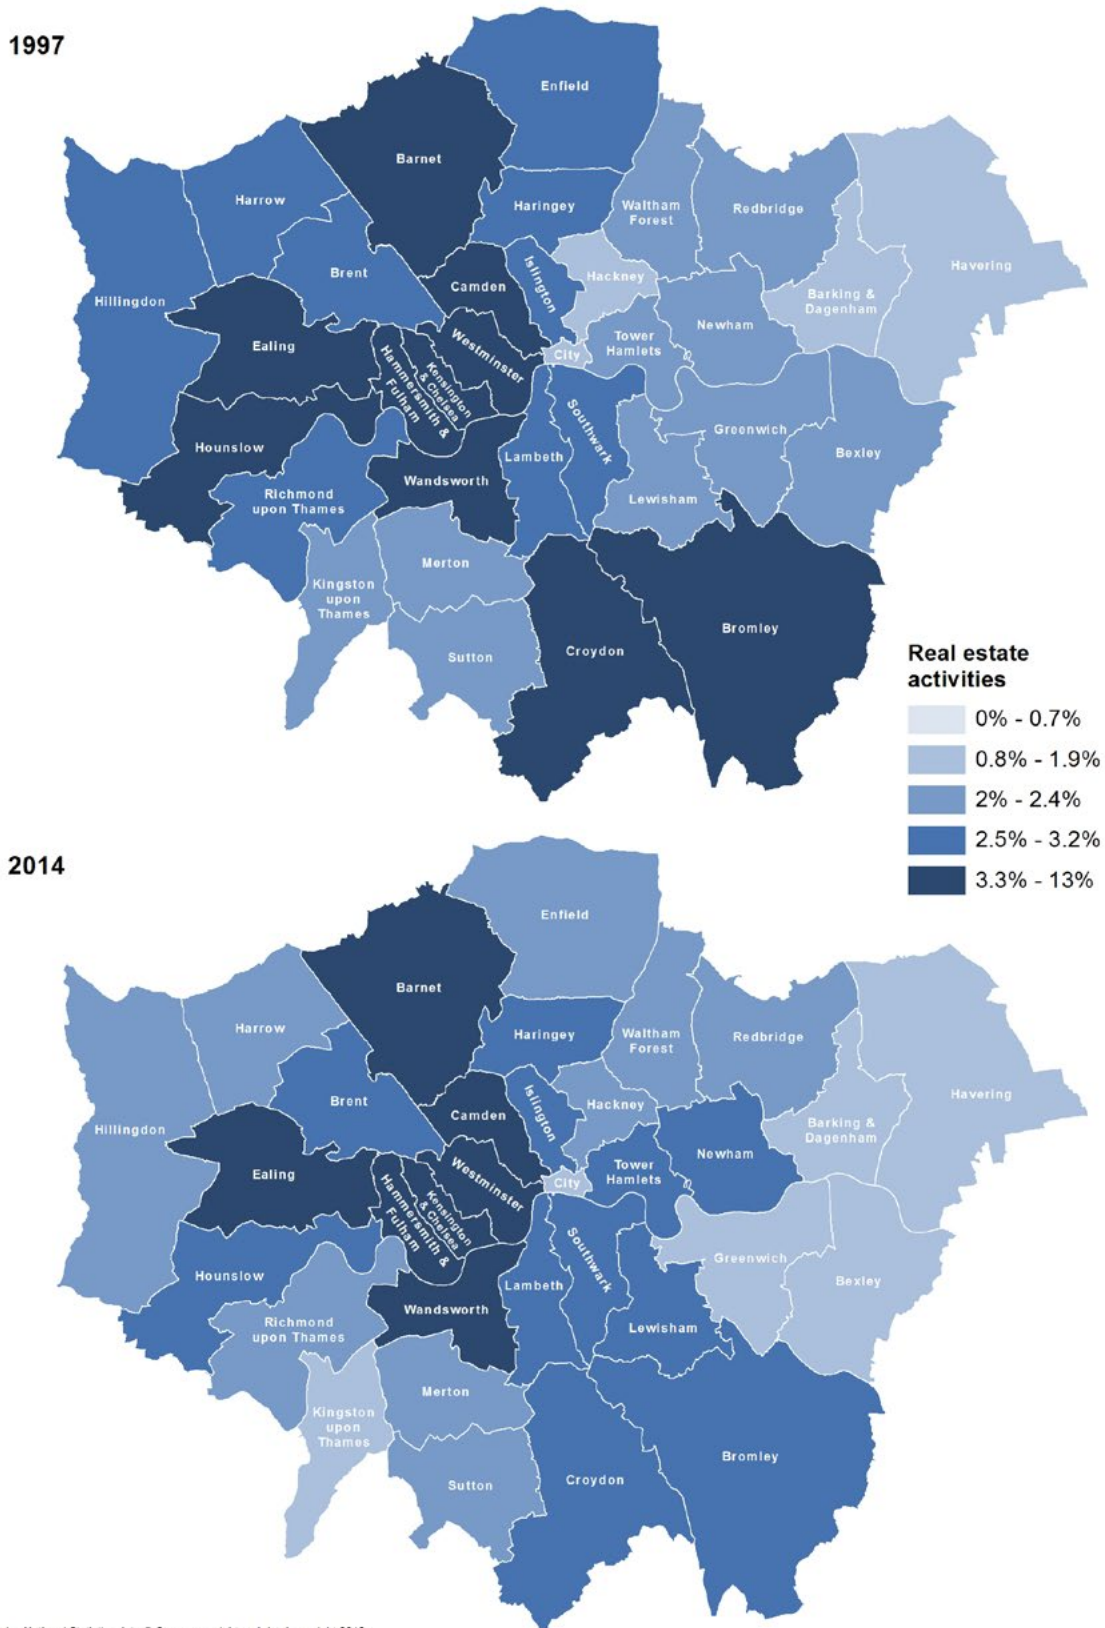 1997
Enfield
Barnet
Harrow
Haringey
Waltham
Forest
Redbridge
Brent
Islington
Hackney
Havering
Hillingdon
Camden
Barking &
Dagenham
Ealing
Westminster
City
Tower
Hamlets
Newham
Kensington
& Chelsea
Hammersmith &
Fulham
Hounslow
Southwark
Greenwich
Bexley
Lambeth
Wandsworth
Richmond
upon Thames
Lewisham
Merton
Kingston
upon
Thames
Sutton
Croydon
Bromley
Real estate
activities
0% - 0.7%
0.8% - 1.9%
2% - 2.4%
2.5% - 3.2%
3.3% - 13%
2014
Enfield
Barnet
Harrow
Haringey
Waltham
Forest
Redbridge
Brent
Islington
Hackney
Havering
Hillingdon
Camden
Barking &
Dagenham
Ealing
Westminster
City
Tower
Hamlets
Newham
Kensington
& Chelsea
Hammersmith &
Fulham
Hounslow
Southwark
Greenwich
Bexley
Lambeth
Wandsworth
Richmond
upon Thames
Lewisham
Merton
Kingston
upon
Thames
Sutton
Croydon
Bromley